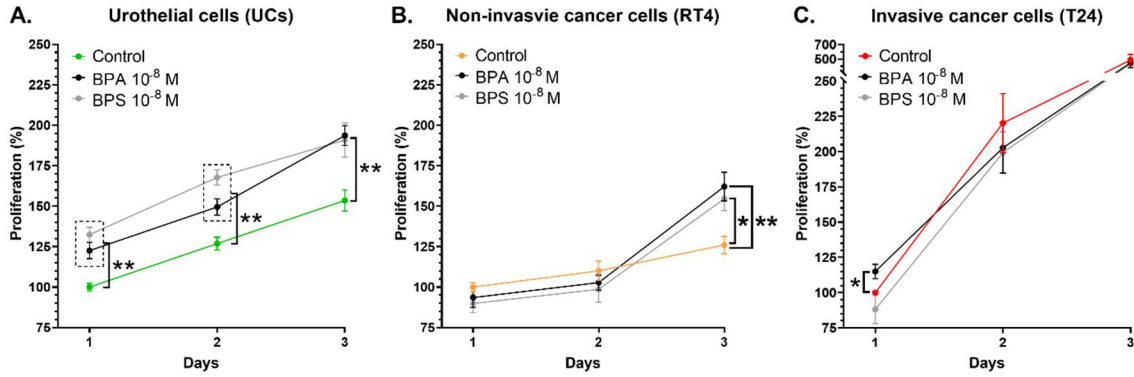 A. Urothelial cells (UCs)
Control
BPA 10⁻⁸ M
BPS 10⁻⁸ M
Proliferation (%)
250
225
200
175
150
125
100
75
**
**
**
1 2 3
Days
B. Non-invasvie cancer cells (RT4)
Control
BPA 10⁻⁸ M
BPS 10⁻⁸ M
Proliferation (%)
250
225
200
175
150
125
100
75
* **
1 2 3
Days
C. Invasive cancer cells (T24)
Control
BPA 10⁻⁸ M
BPS 10⁻⁸ M
Proliferation (%)
700
500
260
225
200
175
150
125
100
75
*
1 2 3
Days